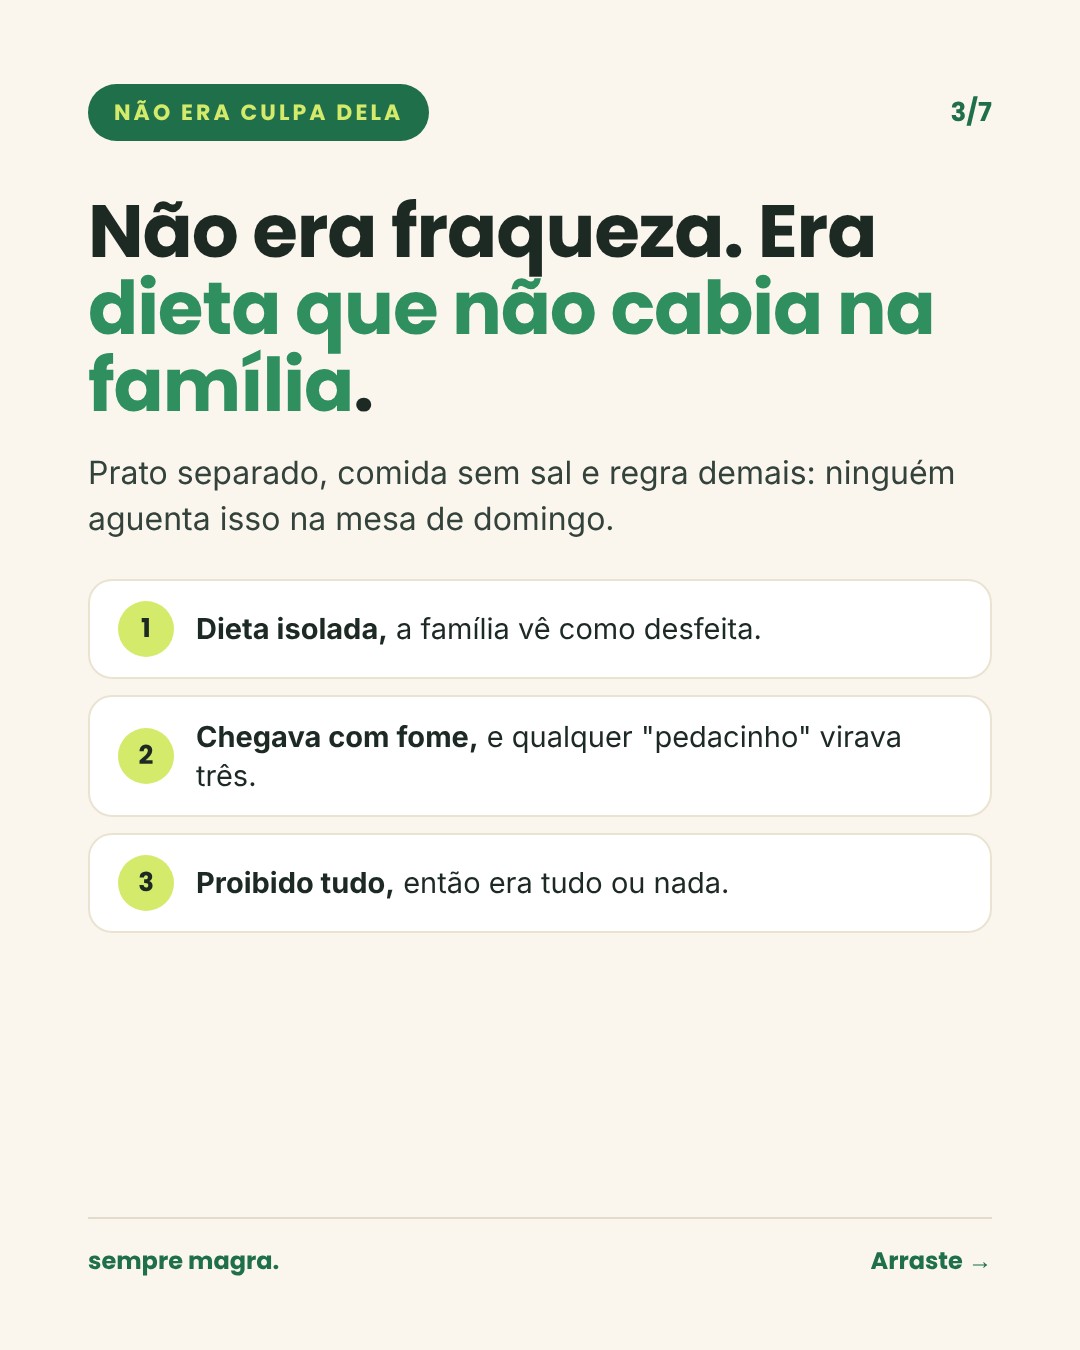 NÃO ERA CULPA DELA
3/7
Não era fraqueza. Era
dieta que não cabia na
família.
Prato separado, comida sem sal e regra demais: ninguém
aguenta isso na mesa de domingo.
1 Dieta isolada, a família vê como desfeita.
2 Chegava com fome, e qualquer "pedacinho" virava
três.
3 Proibido tudo, então era tudo ou nada.
sempre magra.
Arraste →